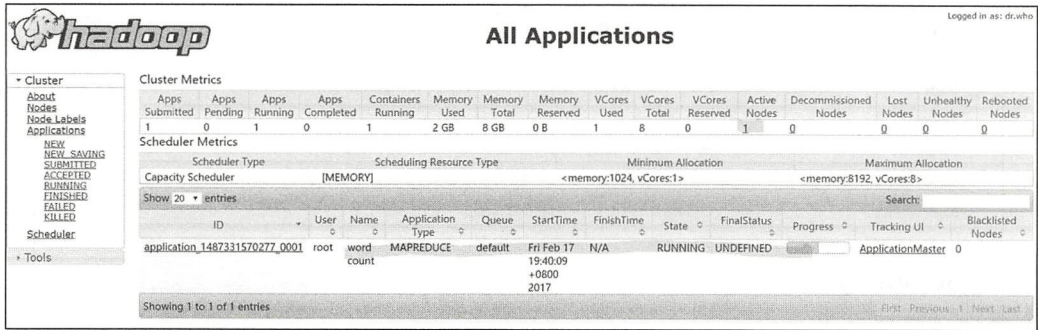 Logged in as: dr.who
hadoop
All Applications
Cluster
About
Nodes
Node Labels
Applications
NEW
NEW_SAVING
SUBMITTED
ACCEPTED
RUNNING
FINISHED
FAILED
KILLED
Scheduler
Tools
Cluster Metrics
Apps Submitted Apps Pending Apps Running Apps Completed Containers Running Memory Used Memory Total Memory Reserved VCores Used VCores Total VCores Reserved Active Nodes Decommissioned Nodes Lost Nodes Unhealthy Nodes Rebooted Nodes
1 0 1 0 1 2 GB 8 GB 0 B 1 8 0 1 0 0 0 0
Scheduler Metrics
Scheduler Type Scheduling Resource Type Minimum Allocation Maximum Allocation
Capacity Scheduler [MEMORY] <memory:1024, vCores:1> <memory:8192, vCores:8>
Show 20 entries Search:
ID User Name Application Type Queue StartTime FinishTime State FinalStatus Progress Tracking UI Blacklisted Nodes
application_1487331570277_0001 root word count MAPREDUCE default Fri Feb 17 19:40:09 +0800 2017 N/A RUNNING UNDEFINED ApplicationMaster 0
Showing 1 to 1 of 1 entries First Previous 1 Next Last